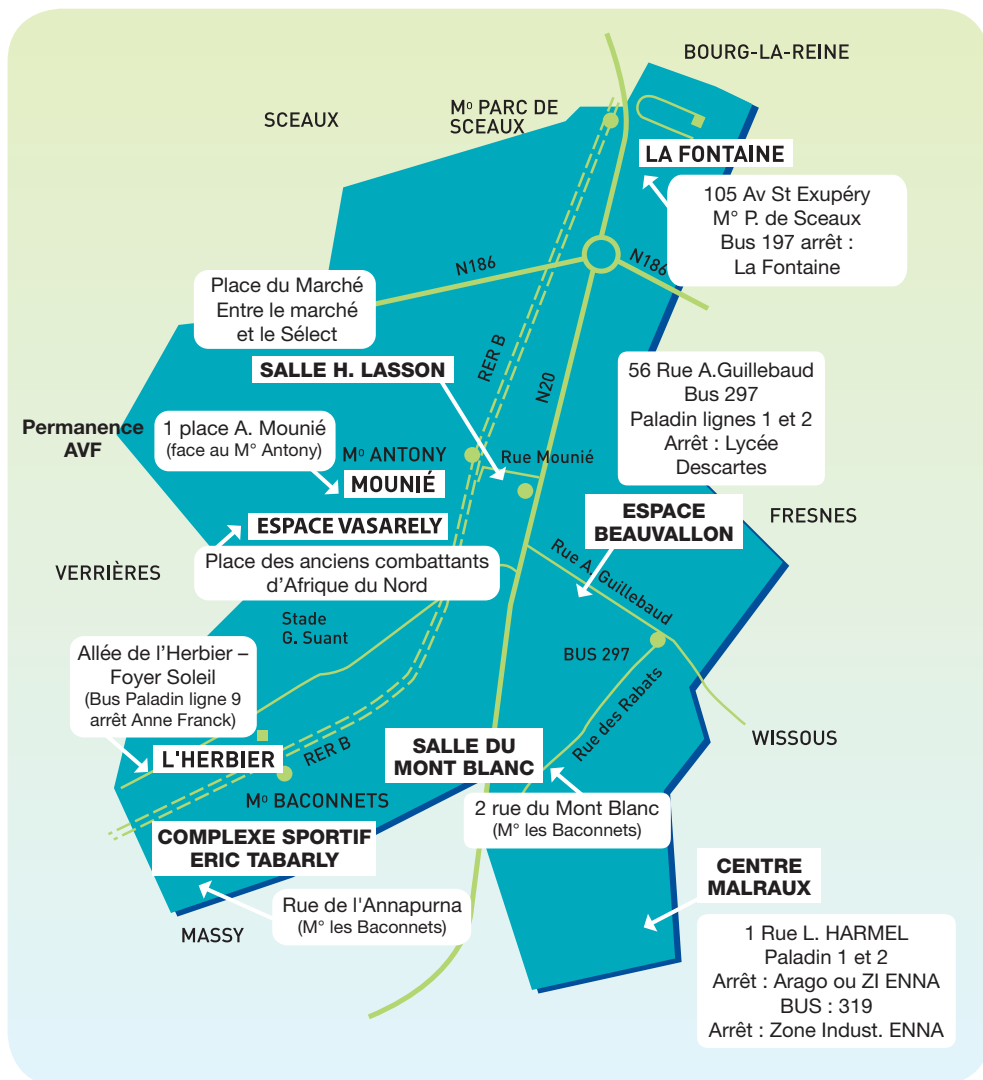 BOURG-LA-REINE
SCEAUX
Mº PARC DE
SCEAUX
LA FONTAINE
105 Av St Exupéry
M° P. de Sceaux
Bus 197 arrêt :
La Fontaine
N186
N186
Place du Marché
Entre le marché
et le Sélect
SALLE H. LASSON
RER B
N20
56 Rue A.Guillebaud
Bus 297
Paladin lignes 1 et 2
Arrêt : Lycée
Descartes
Permanence
AVF
1 place A. Mounié
(face au M° Antony)
Mº ANTONY
Rue Mounié
MOUNIÉ
ESPACE
BEAUVALLON
FRESNES
ESPACE VASARELY
Place des anciens combattants
d'Afrique du Nord
VERRIÈRES
Rue A. Guillebaud
Stade
G. Suant
BUS 297
Allée de l'Herbier –
Foyer Soleil
(Bus Paladin ligne 9
arrêt Anne Franck)
Rue des Rabats
WISSOUS
L'HERBIER
RER B
SALLE DU
MONT BLANC
Mº BACONNETS
2 rue du Mont Blanc
(M° les Baconnets)
COMPLEXE SPORTIF
ERIC TABARLY
CENTRE
MALRAUX
Rue de l'Annapurna
(M° les Baconnets)
MASSY
1 Rue L. HARMEL
Paladin 1 et 2
Arrêt : Arago ou ZI ENNA
BUS : 319
Arrêt : Zone Indust. ENNA